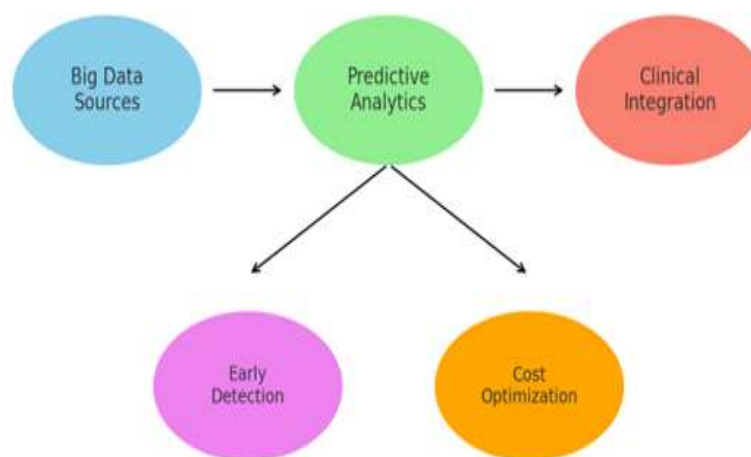 Big Data
Sources
Predictive
Analytics
Clinical
Integration
Early
Detection
Cost
Optimization